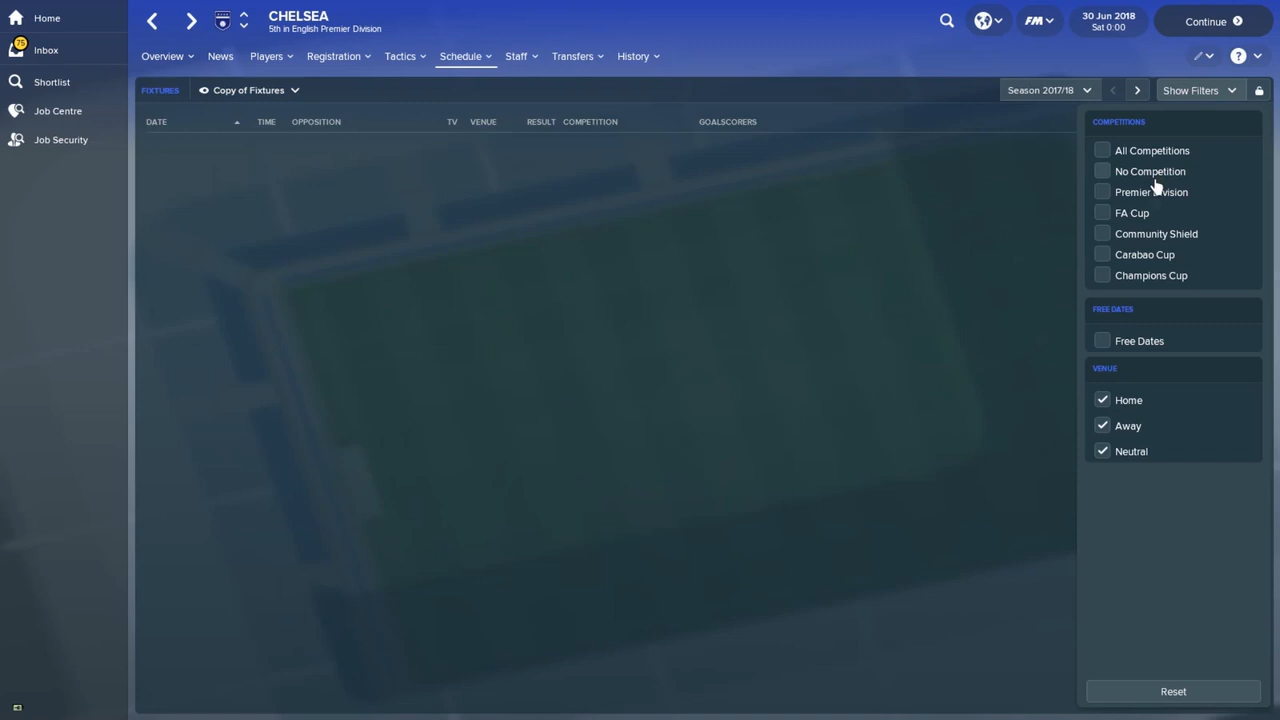 Home
CHELSEA
5th in English Premier Division
FM
30 Jun 2018
Sat 0:00
Continue
75
Inbox
Overview News Players Registration Tactics Schedule Staff Transfers History
?
Shortlist
FIXTURES Copy of Fixtures Season 2017/18 Show Filters
Job Centre
DATE TIME OPPOSITION TV VENUE RESULT COMPETITION GOALSCORERS
Job Security
COMPETITIONS
All Competitions
No Competition
Premier Division
FA Cup
Community Shield
Carabao Cup
Champions Cup
FREE DATES
Free Dates
VENUE
Home
Away
Neutral
Reset